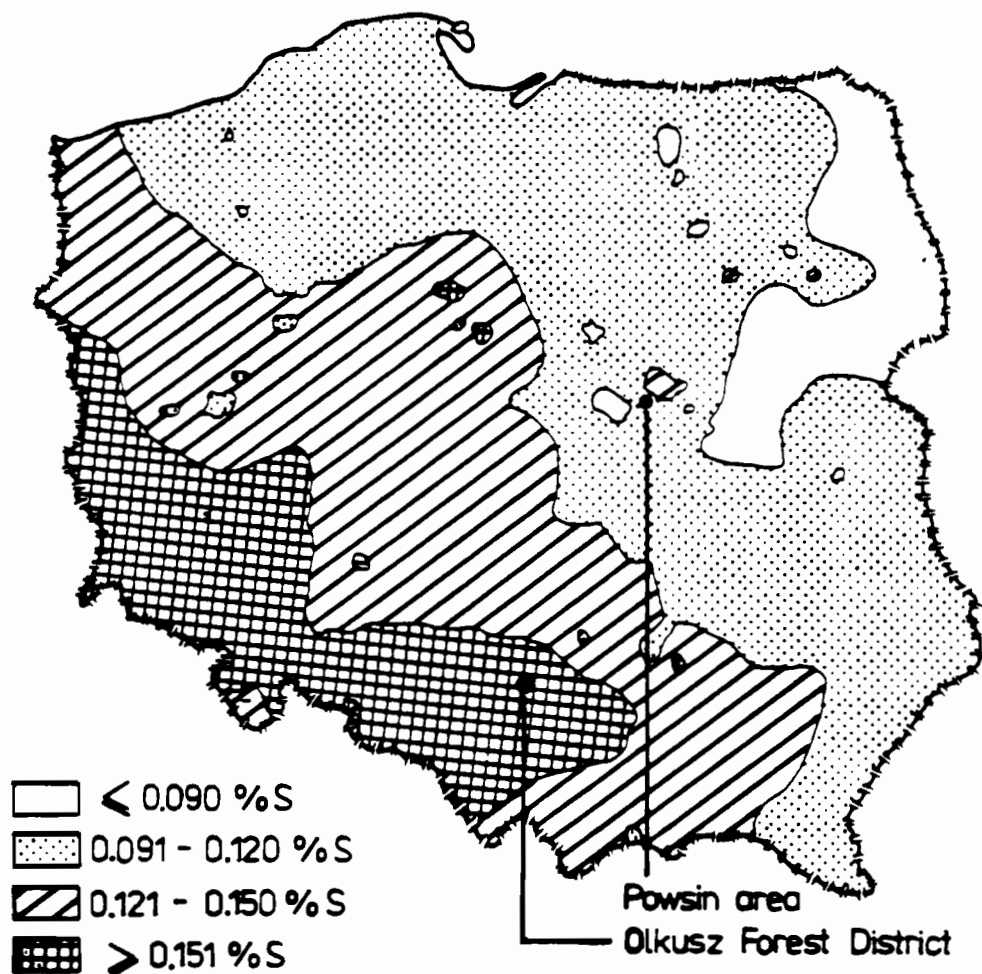 ≤ 0.090 % S
0.091 - 0.120 % S
0.121 - 0.150 % S
> 0.151 % S
Powsin area
Olkusz Forest District